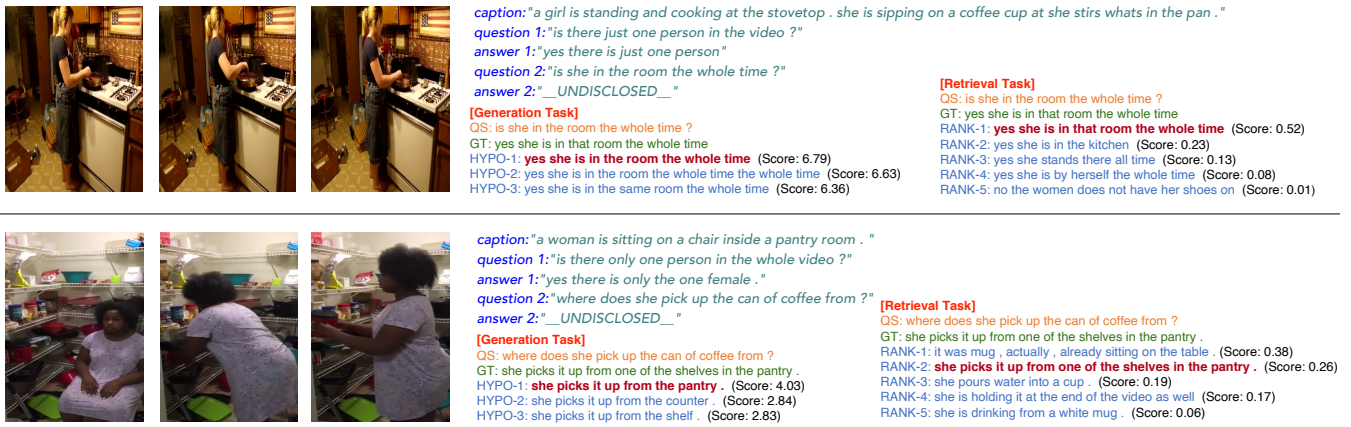 caption:"a girl is standing and cooking at the stovetop . she is sipping on a coffee cup at she stirs whats in the pan ."
question 1:"is there just one person in the video ?"
answer 1:"yes there is just one person"
question 2:"is she in the room the whole time ?"
answer 2:"__UNDISCLOSED__"
[Generation Task]
QS: is she in the room the whole time ?
GT: yes she is in that room the whole time
HYPO-1: yes she is in the room the whole time (Score: 6.79)
HYPO-2: yes she is in the room the whole time the whole time (Score: 6.63)
HYPO-3: yes she is in the same room the whole time (Score: 6.36)
[Retrieval Task]
QS: is she in the room the whole time ?
GT: yes she is in that room the whole time
RANK-1: yes she is in that room the whole time (Score: 0.52)
RANK-2: yes she is in the kitchen (Score: 0.23)
RANK-3: yes she stands there all time (Score: 0.13)
RANK-4: yes she is by herself the whole time (Score: 0.08)
RANK-5: no the women does not have her shoes on (Score: 0.01)
caption:"a woman is sitting on a chair inside a pantry room . "
question 1:"is there only one person in the whole video ?"
answer 1:"yes there is only the one female ."
question 2:"where does she pick up the can of coffee from ?"
answer 2:"__UNDISCLOSED__"
[Generation Task]
QS: where does she pick up the can of coffee from ?
GT: she picks it up from one of the shelves in the pantry .
HYPO-1: she picks it up from the pantry . (Score: 4.03)
HYPO-2: she picks it up from the counter . (Score: 2.84)
HYPO-3: she picks it up from the shelf . (Score: 2.83)
[Retrieval Task]
QS: where does she pick up the can of coffee from ?
GT: she picks it up from one of the shelves in the pantry .
RANK-1: it was mug , actually , already sitting on the table . (Score: 0.38)
RANK-2: she picks it up from one of the shelves in the pantry . (Score: 0.26)
RANK-3: she pours water into a cup . (Score: 0.19)
RANK-4: she is holding it at the end of the video as well (Score: 0.17)
RANK-5: she is drinking from a white mug . (Score: 0.06)